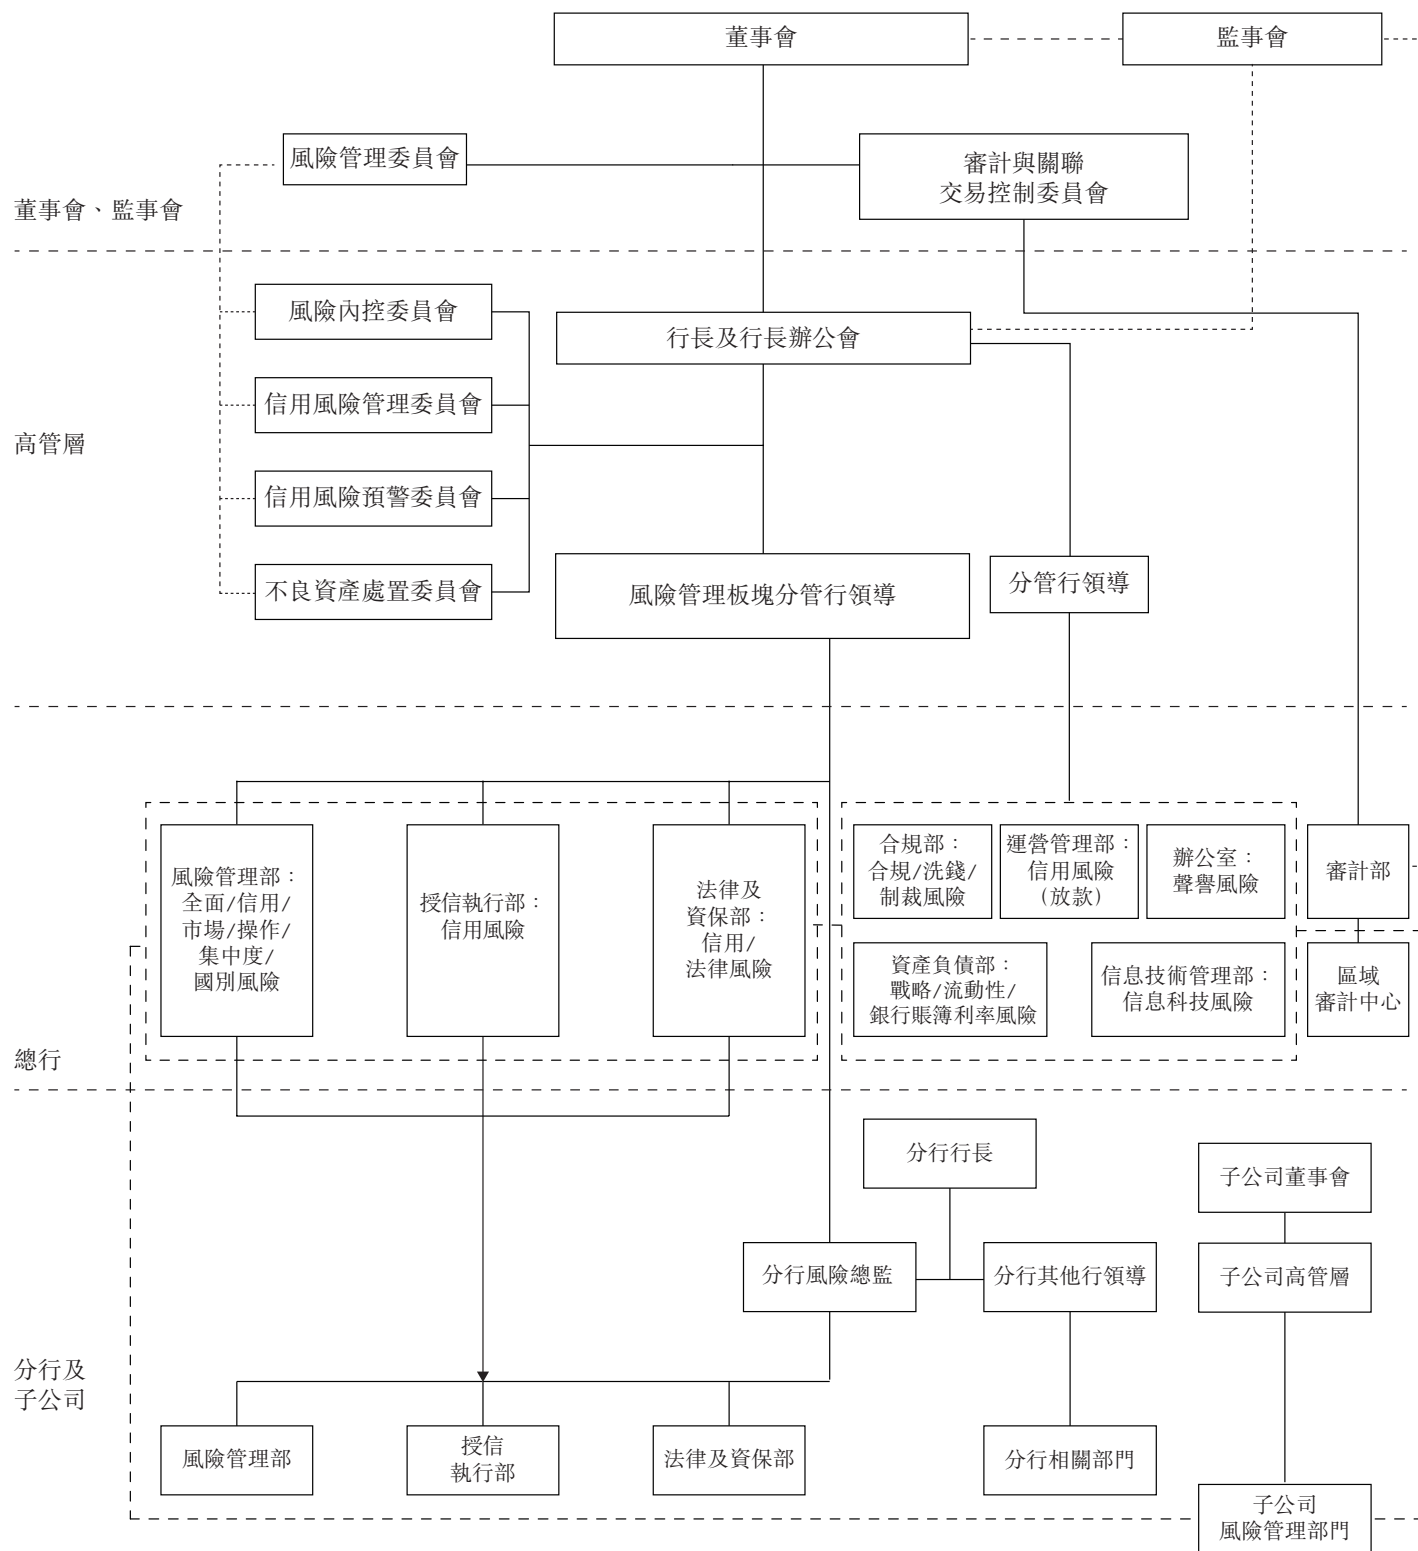 董事會
監事會
風險管理委員會
審計與關聯
交易控制委員會
董事會、監事會
風險內控委員會
行長及行長辦公會
信用風險管理委員會
高管層
信用風險預警委員會
不良資產處置委員會
風險管理板塊分管行領導
分管行領導
風險管理部：
全面/信用/
市場/操作/
集中度/
國別風險
授信執行部：
信用風險
法律及
資保部：
信用/
法律風險
合規部：
合規/洗錢/
制裁風險
運營管理部：
信用風險
（放款）
辦公室：
聲譽風險
審計部
資產負債部：
戰略/流動性/
銀行賬簿利率風險
信息技術管理部：
信息科技風險
區域
審計中心
總行
分行行長
子公司董事會
分行風險總監
分行其他行領導
子公司高管層
分行及
子公司
風險管理部
授信
執行部
法律及資保部
分行相關部門
子公司
風險管理部門